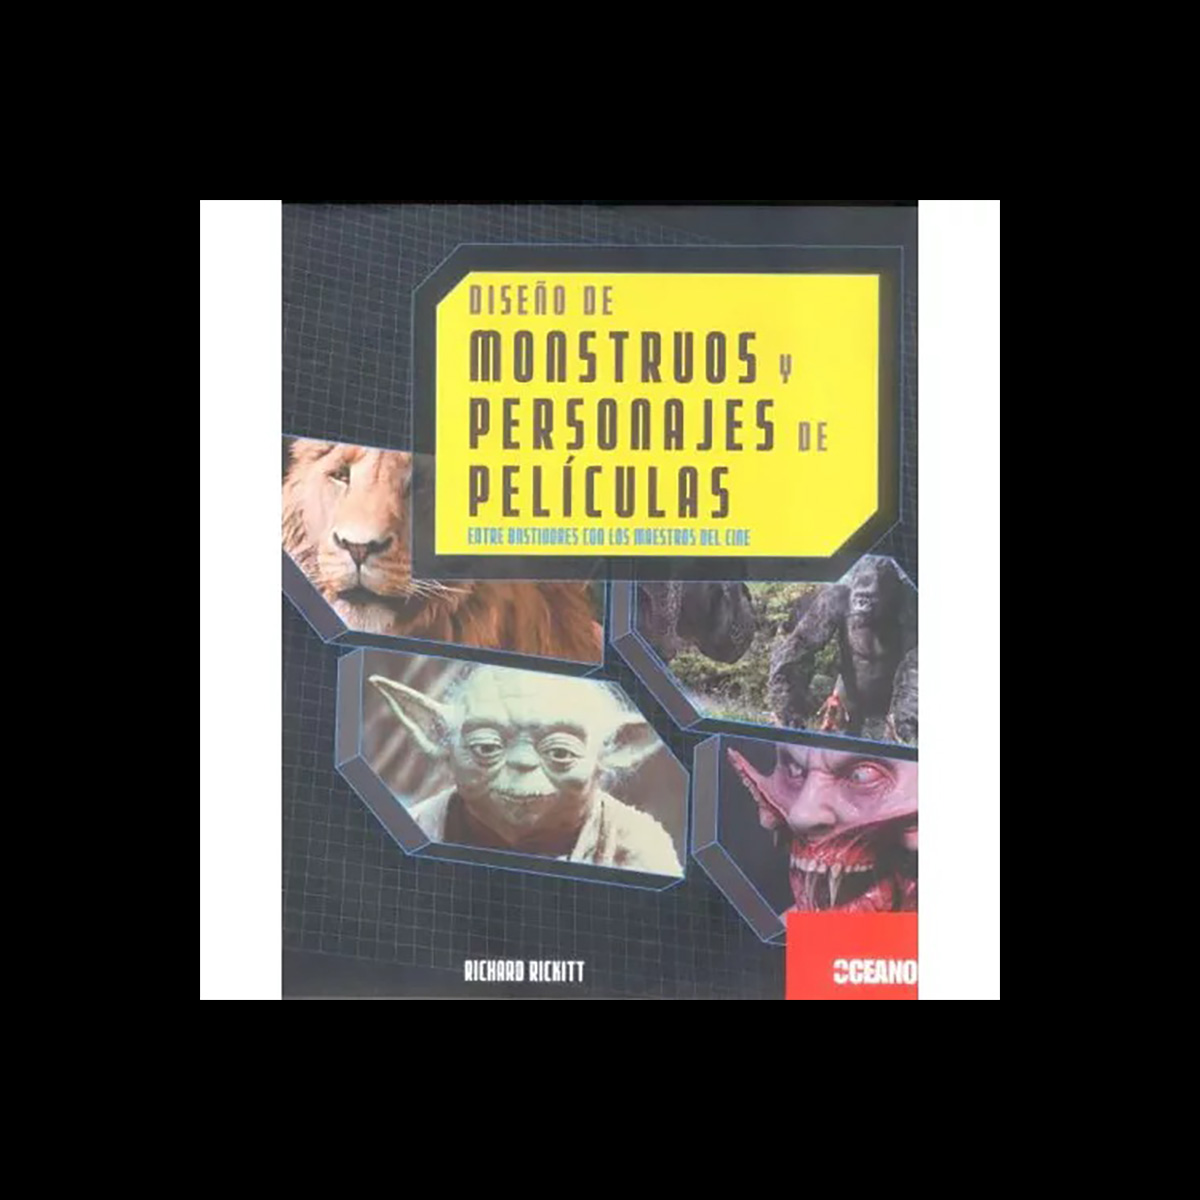 DISEÑO DE
MONSTRUOS Y
PERSONAJES DE
PELÍCULAS
ENTRE BASTIDORES CON LOS MAESTROS DEL CINE
RICHARD RICKITT
OCEANO